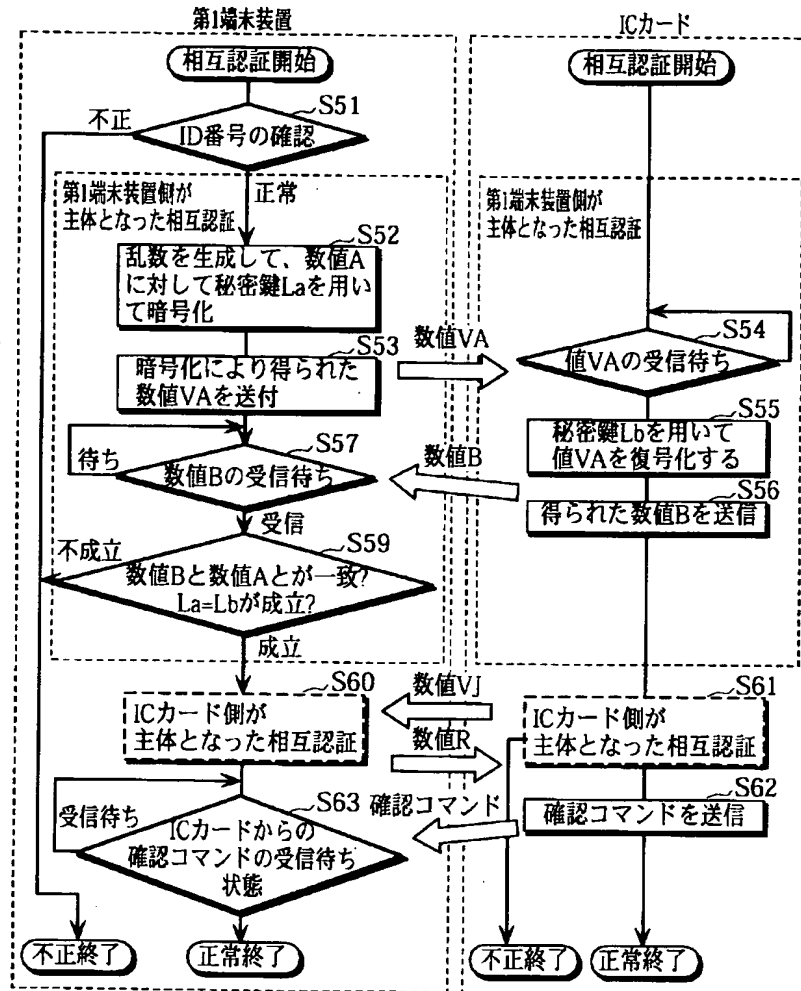 第1端末装置
相互認証開始
S51
不正
ID番号の確認
正常
第1端末装置側が
主体となった相互認証
S52
乱数を生成して、数値A
に対して秘密鍵Laを用い
て暗号化
S53
暗号化により得られた
数値VAを送付
数値VA
S57
待ち
数値Bの受信待ち
数値B
受信
S59
不成立
数値Bと数値Aとが一致?
La=Lbが成立?
成立
S60
ICカード側が
主体となった相互認証
数値VJ
数値R
S63
受信待ち
ICカードからの
確認コマンドの受信待ち
状態
確認コマンド
不正終了
正常終了
ICカード
相互認証開始
第1端末装置側が
主体となった相互認証
S54
値VAの受信待ち
S55
秘密鍵Lbを用いて
値VAを復号化する
S56
得られた数値Bを送信
S61
ICカード側が
主体となった相互認証
S62
確認コマンドを送信
不正終了
正常終了